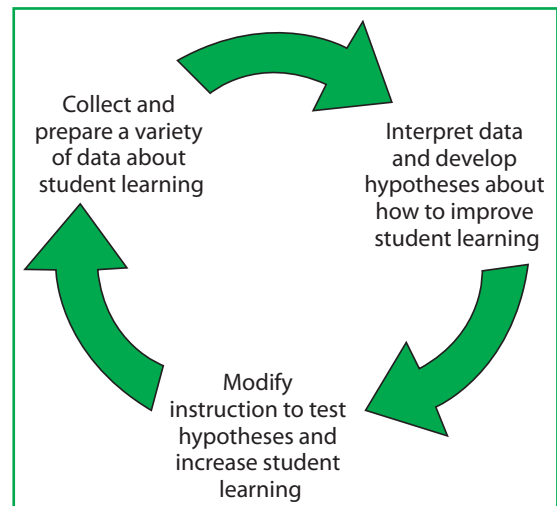 Collect and
prepare a variety
of data about
student learning
Interpret data
and develop
hypotheses about
how to improve
student learning
Modify
instruction to test
hypotheses and
increase student
learning